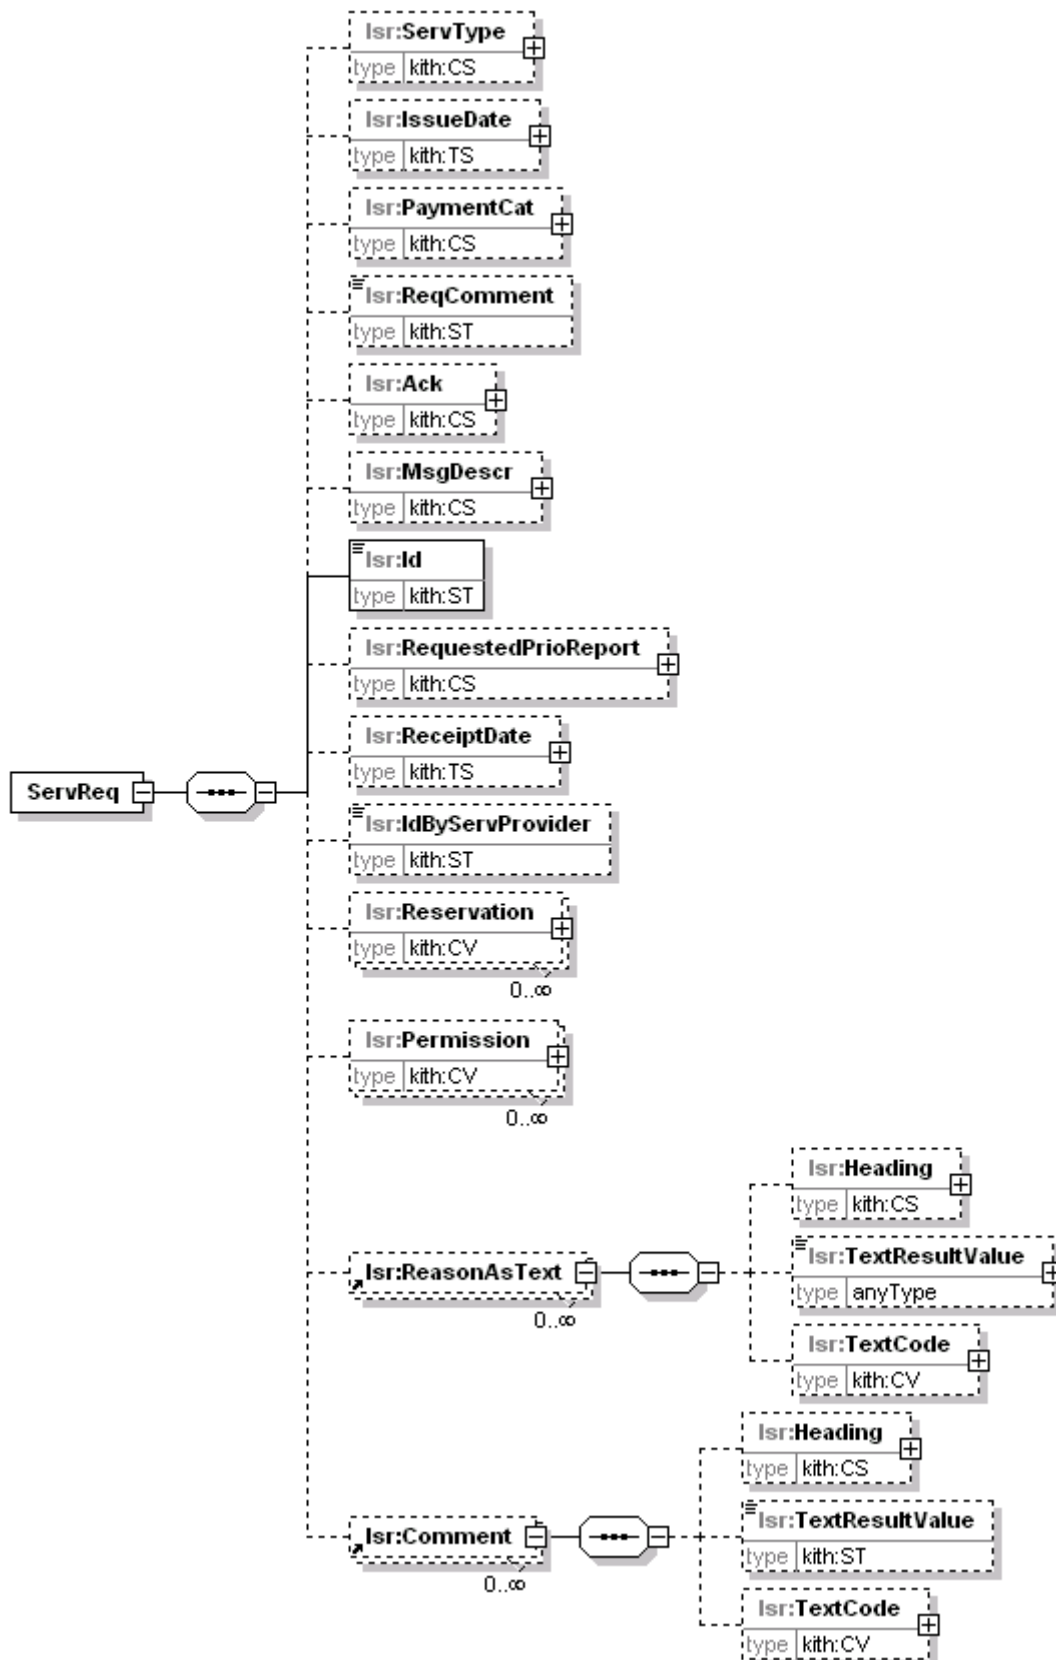 lsr:ServType
type kith:CS
lsr:IssueDate
type kith:TS
lsr:PaymentCat
type kith:CS
lsr:ReqComment
type kith:ST
lsr:Ack
type kith:CS
lsr:MsgDescr
type kith:CS
lsr:Id
type kith:ST
lsr:RequestedPrioReport
type kith:CS
lsr:ReceiptDate
type kith:TS
ServReq
lsr:IdByServProvider
type kith:ST
lsr:Reservation
type kith:CV
0..∞
lsr:Permission
type kith:CV
0..∞
lsr:ReasonAsText
0..∞
lsr:Heading
type kith:CS
lsr:TextResultValue
type anyType
lsr:TextCode
type kith:CV
lsr:Comment
0..∞
lsr:Heading
type kith:CS
lsr:TextResultValue
type kith:ST
lsr:TextCode
type kith:CV